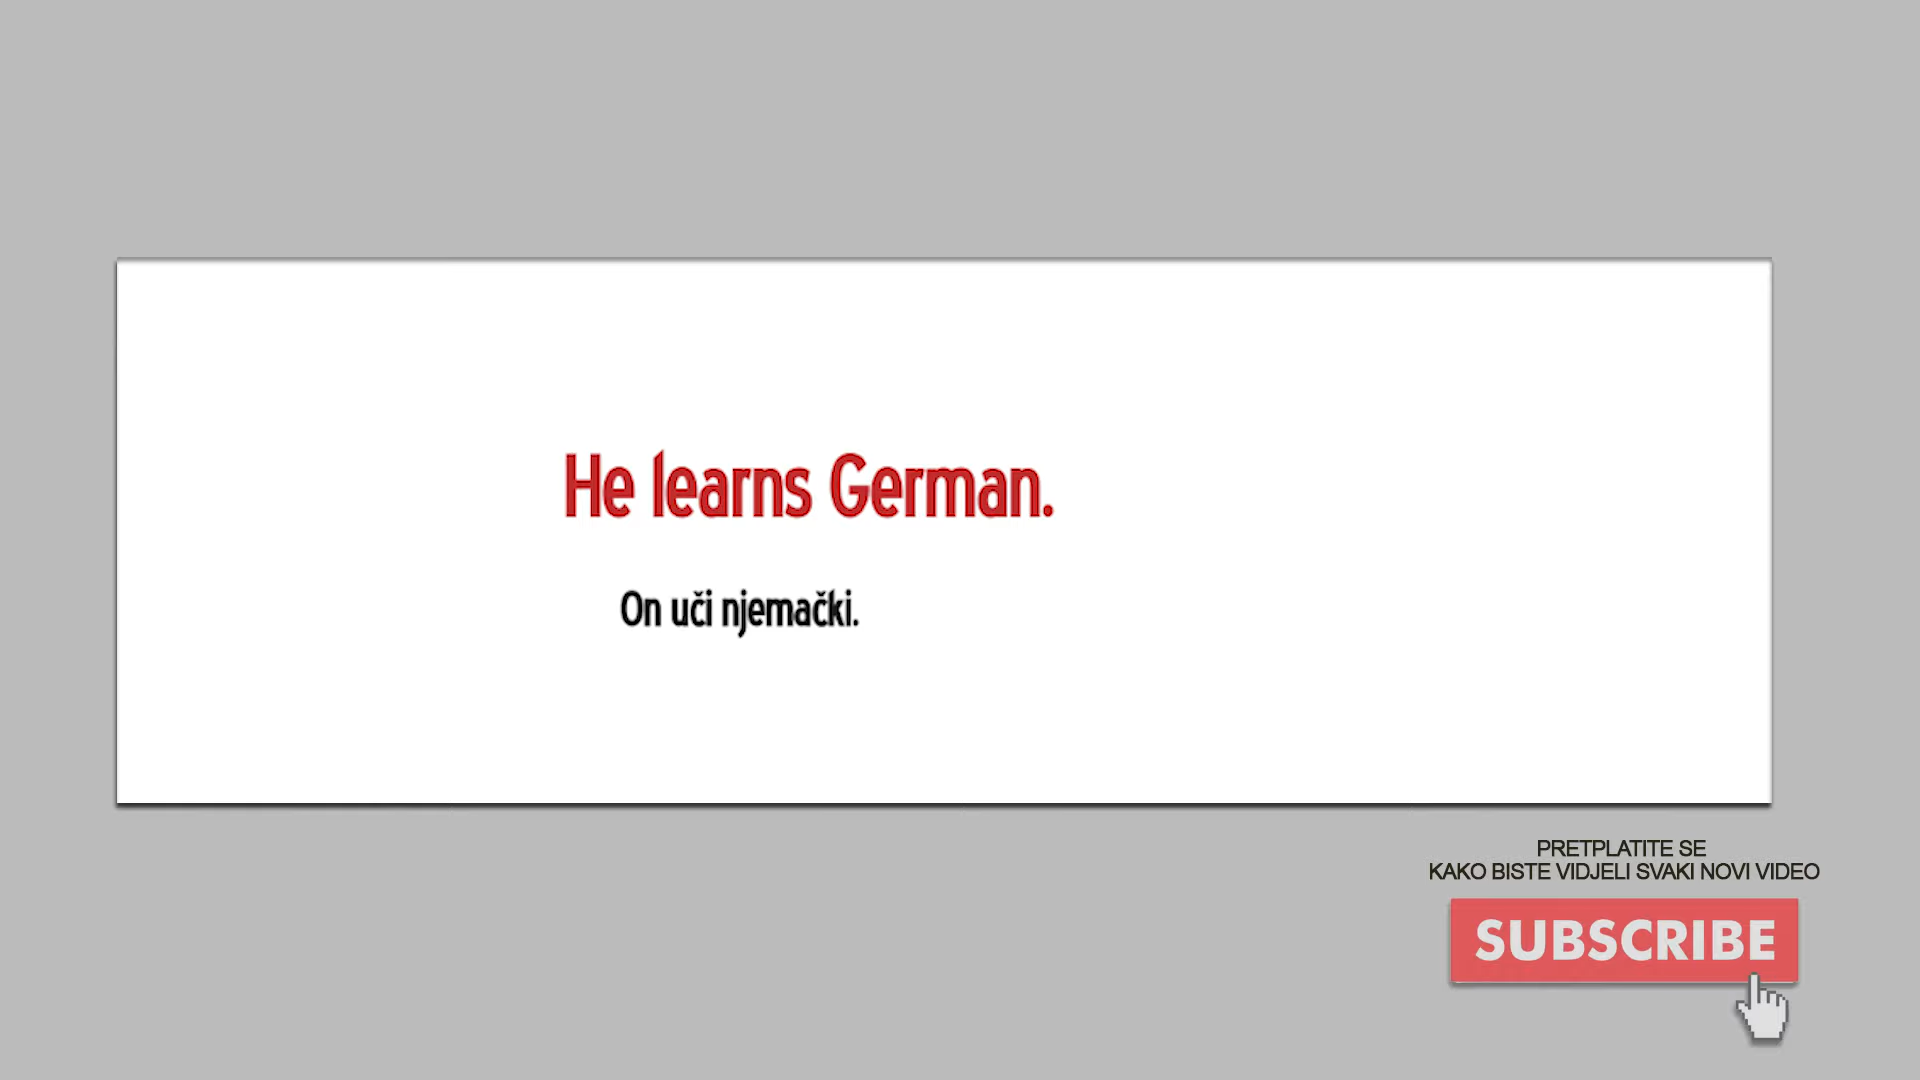 He learns German.
On uči njemački.
PRETPLATITE SE
KAKO BISTE VIDJELI SVAKI NOVI VIDEO
SUBSCRIBE